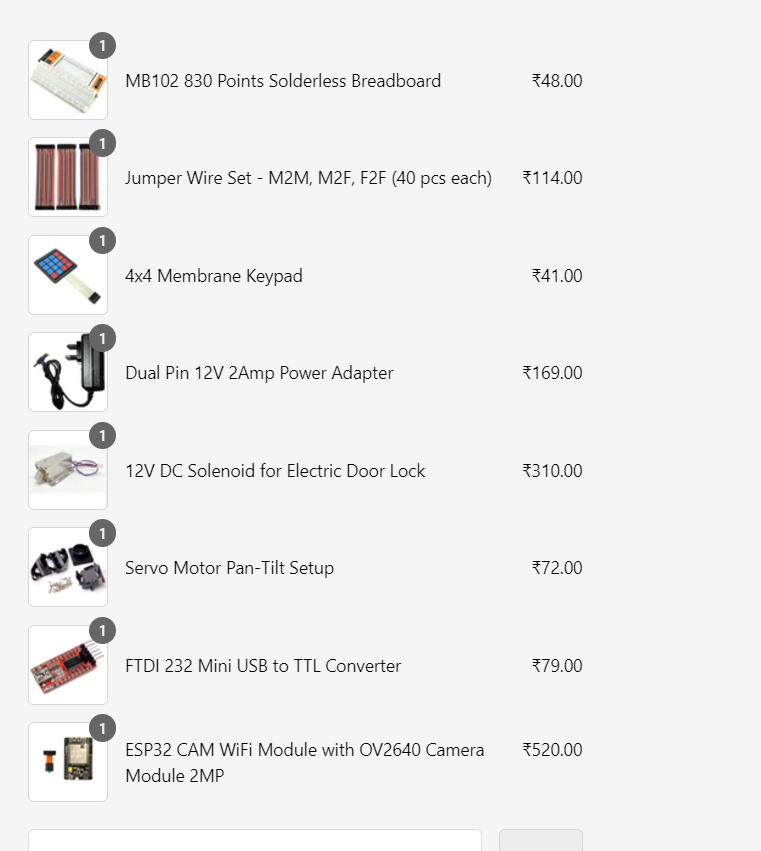 1
MB102 830 Points Solderless Breadboard ₹48.00
1
Jumper Wire Set - M2M, M2F, F2F (40 pcs each) ₹114.00
1
4x4 Membrane Keypad ₹41.00
1
Dual Pin 12V 2Amp Power Adapter ₹169.00
1
12V DC Solenoid for Electric Door Lock ₹310.00
1
Servo Motor Pan-Tilt Setup ₹72.00
1
FTDI 232 Mini USB to TTL Converter ₹79.00
1
ESP32 CAM WiFi Module with OV2640 Camera ₹520.00
Module 2MP